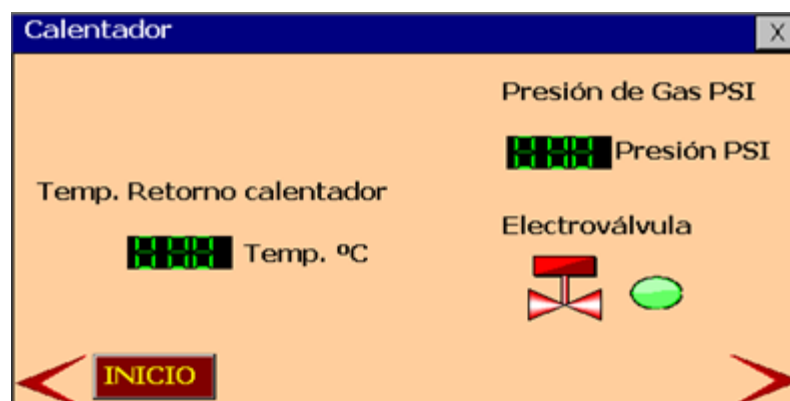 Calentador
X
Presión de Gas PSI
Presión PSI
Temp. Retorno calentador
Temp. ºC
Electroválvula
INICIO